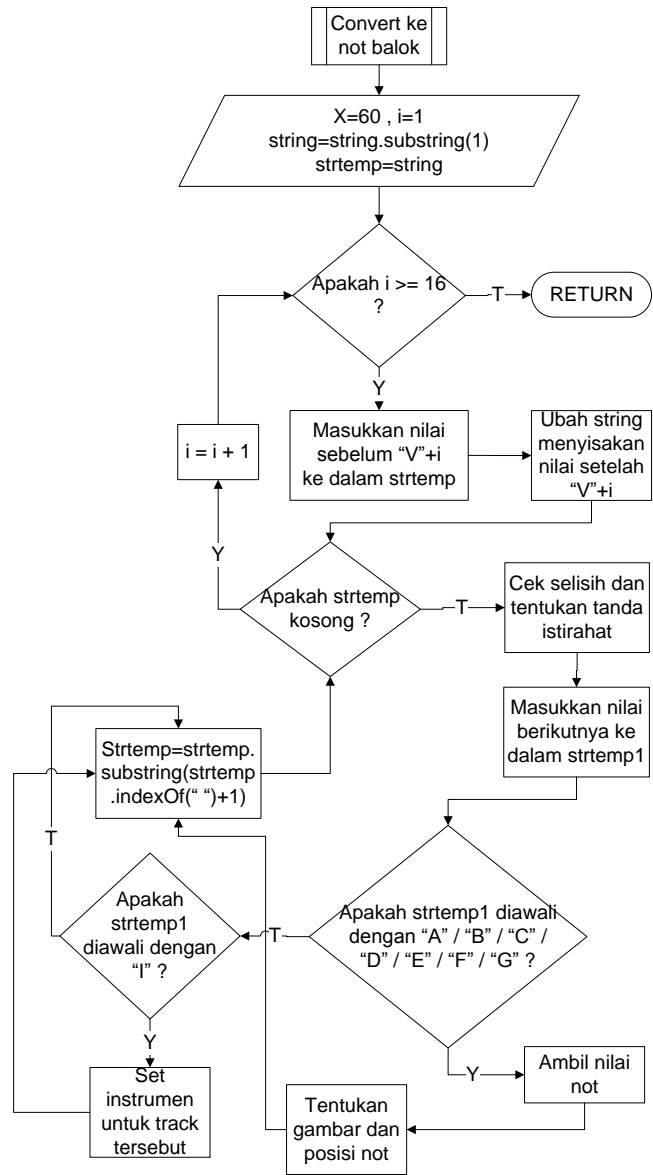 Convert ke
not balok
X=60 , i=1
string=string.substring(1)
strtemp=string
Apakah i >= 16
?
T
RETURN
Y
i = i + 1
Masukkan nilai
sebelum “V”+i
ke dalam strtemp
Ubah string
menyisakan
nilai setelah
“V”+i
Y
Apakah strtemp
kosong ?
T
Cek selisih dan
tentukan tanda
istirahat
Masukkan nilai
berikutnya ke
dalam strtemp1
Strtemp=strtemp.
substring(strtemp
.indexOf(“ “)+1)
T
Apakah
strtemp1
diawali dengan
“I” ?
T
Apakah strtemp1 diawali
dengan “A” / “B” / “C” /
“D” / “E” / “F” / “G” ?
Y
Y
Set
instrumen
untuk track
tersebut
Tentukan
gambar dan
posisi not
Ambil nilai
not